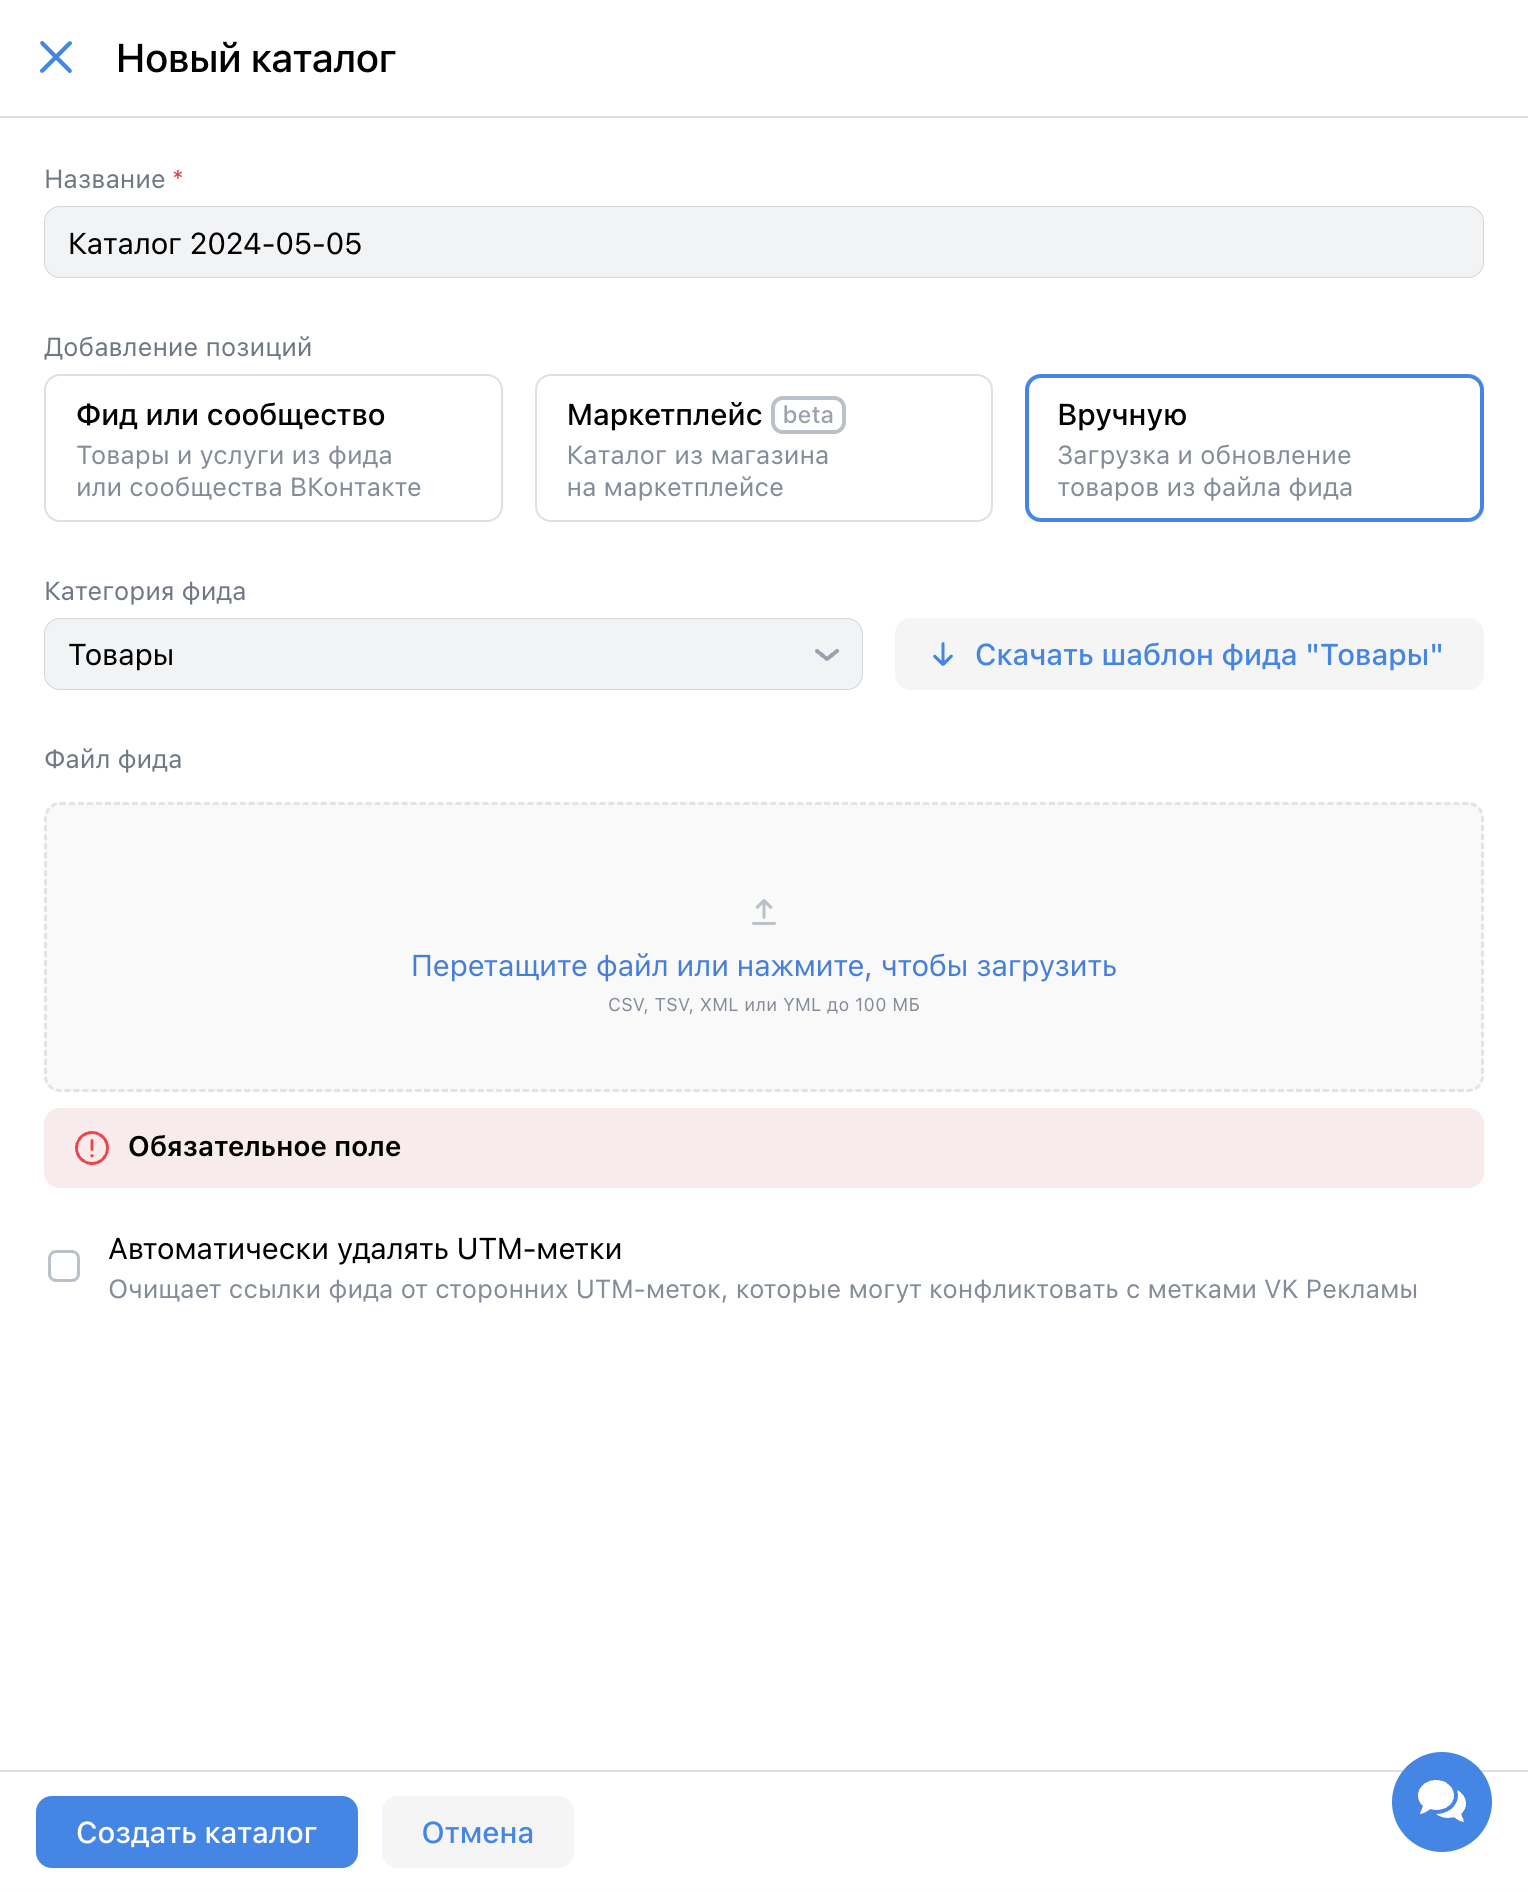 Новый каталог
Название *
Каталог 2024-05-05
Добавление позиций
Фид или сообщество
Товары и услуги из фида
или сообщества ВКонтакте
Маркетплейс beta
Каталог из магазина
на маркетплейсе
Вручную
Загрузка и обновление
товаров из файла фида
Категория фида
Товары
Скачать шаблон фида "Товары"
Файл фида
Перетащите файл или нажмите, чтобы загрузить
CSV, TSV, XML или YML до 100 МБ
Обязательное поле
Автоматически удалять UTM-метки
Очищает ссылки фида от сторонних UTM-меток, которые могут конфликтовать с метками VK Рекламы
Создать каталог
Отмена